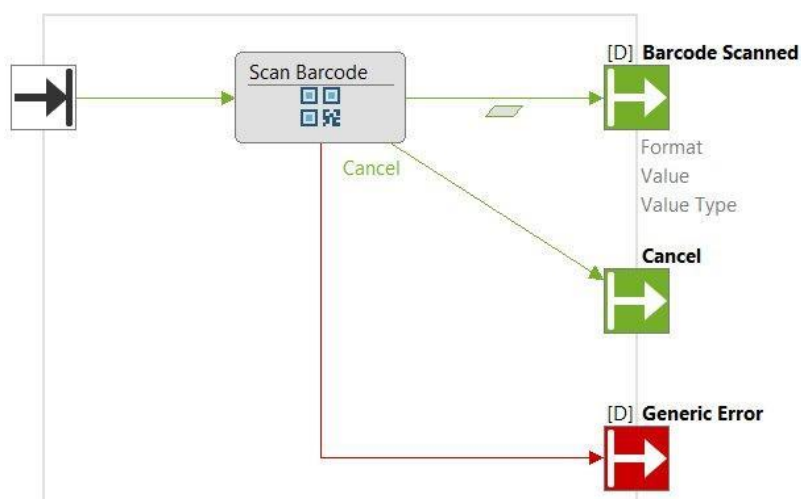 [D] Barcode Scanned
Scan Barcode
Format
Cancel
Value
Value Type
Cancel
[D] Generic Error